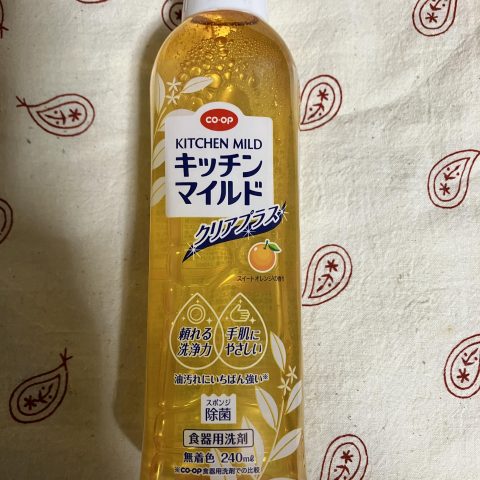 CO·OP
KITCHEN MILD
キッチン
マイルド
クリアプラス
スイートオレンジの香り
頼れる
洗浄力
手肌に
やさしい
油汚れにいちばん強い※
スポンジ
除菌
食器用洗剤
無着色 240mℓ
※CO·OP食器用洗剤での比較